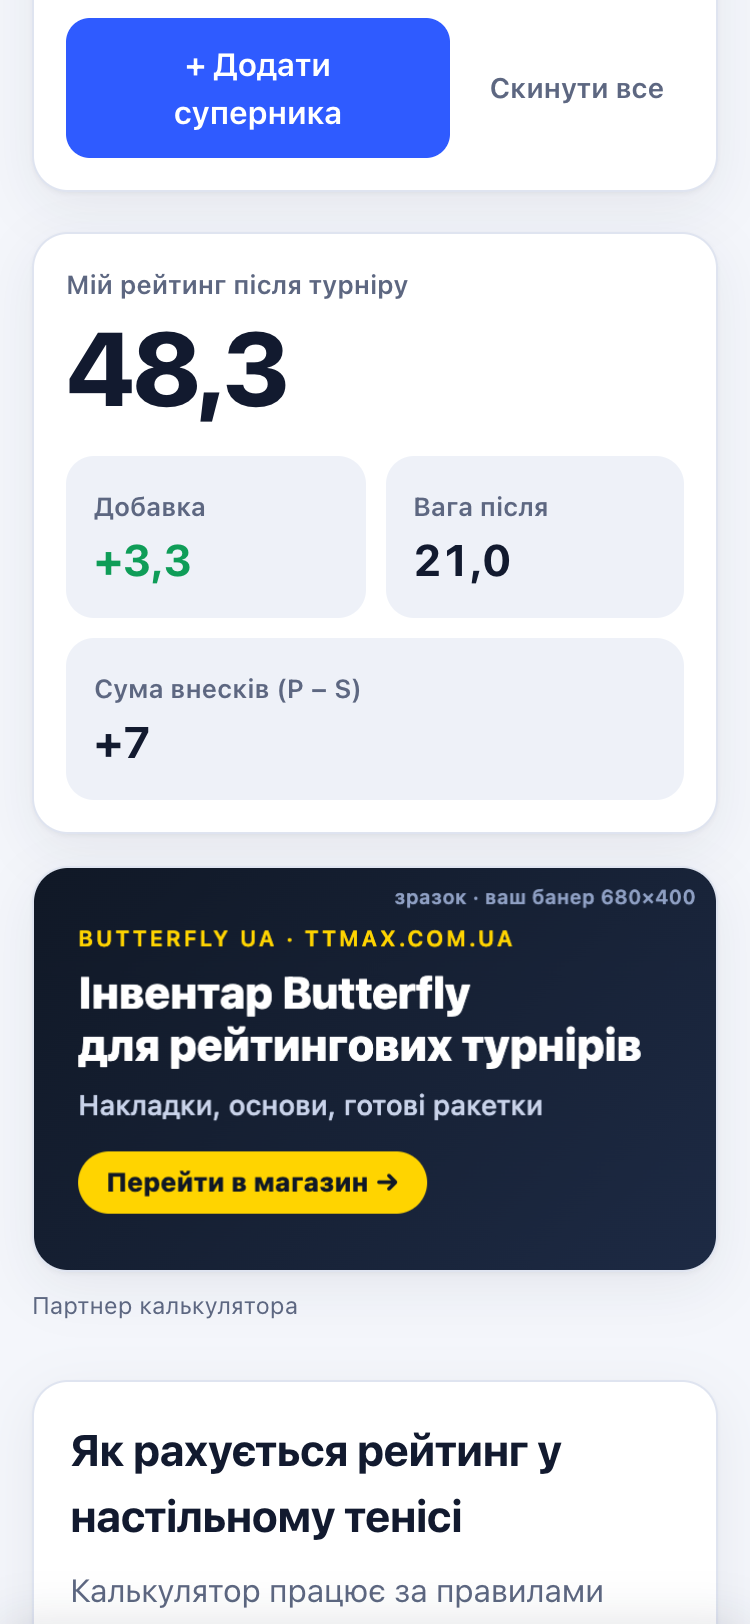 + Додати
суперника
Скинути все
Мій рейтинг після турніру
48,3
Добавка
+3,3
Вага після
21,0
Сума внесків (P – S)
+7
зразок · ваш банер 680×400
BUTTERFLY UA · TTMAX.COM.UA
Інвентар Butterfly
для рейтингових турнірів
Накладки, основи, готові ракетки
Перейти в магазин →
Партнер калькулятора
Як рахується рейтинг у
настільному тенісі
Калькулятор працює за правилами